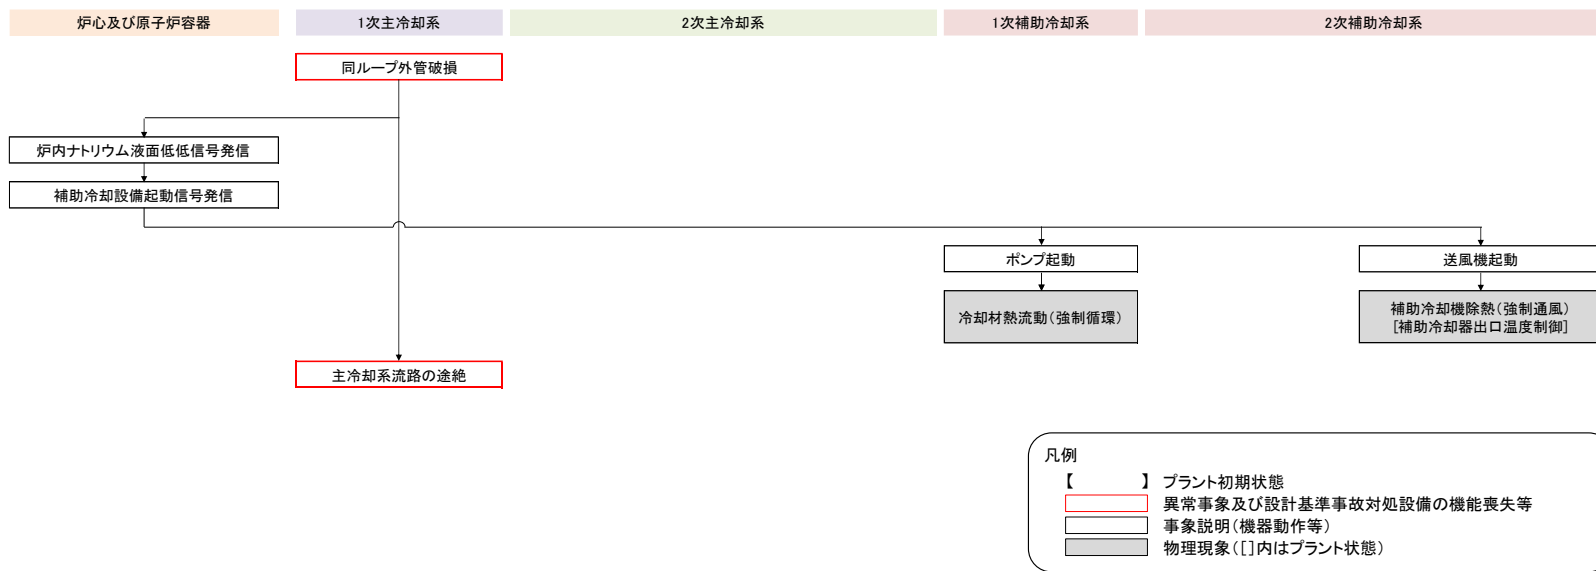 炉心及び原子炉容器
1次主冷却系
2次主冷却系
1次補助冷却系
2次補助冷却系
同ループ外管破損
炉内ナトリウム液面低低信号発信
補助冷却設備起動信号発信
ポンプ起動
送風機起動
冷却材熱流動(強制循環)
補助冷却機除熱(強制通風)
[補助冷却器出口温度制御]
主冷却系流路の途絶
凡例
【 】 プラント初期状態
異常事象及び設計基準事故対処設備の機能喪失等
事象説明(機器動作等)
物理現象([]内はプラント状態)